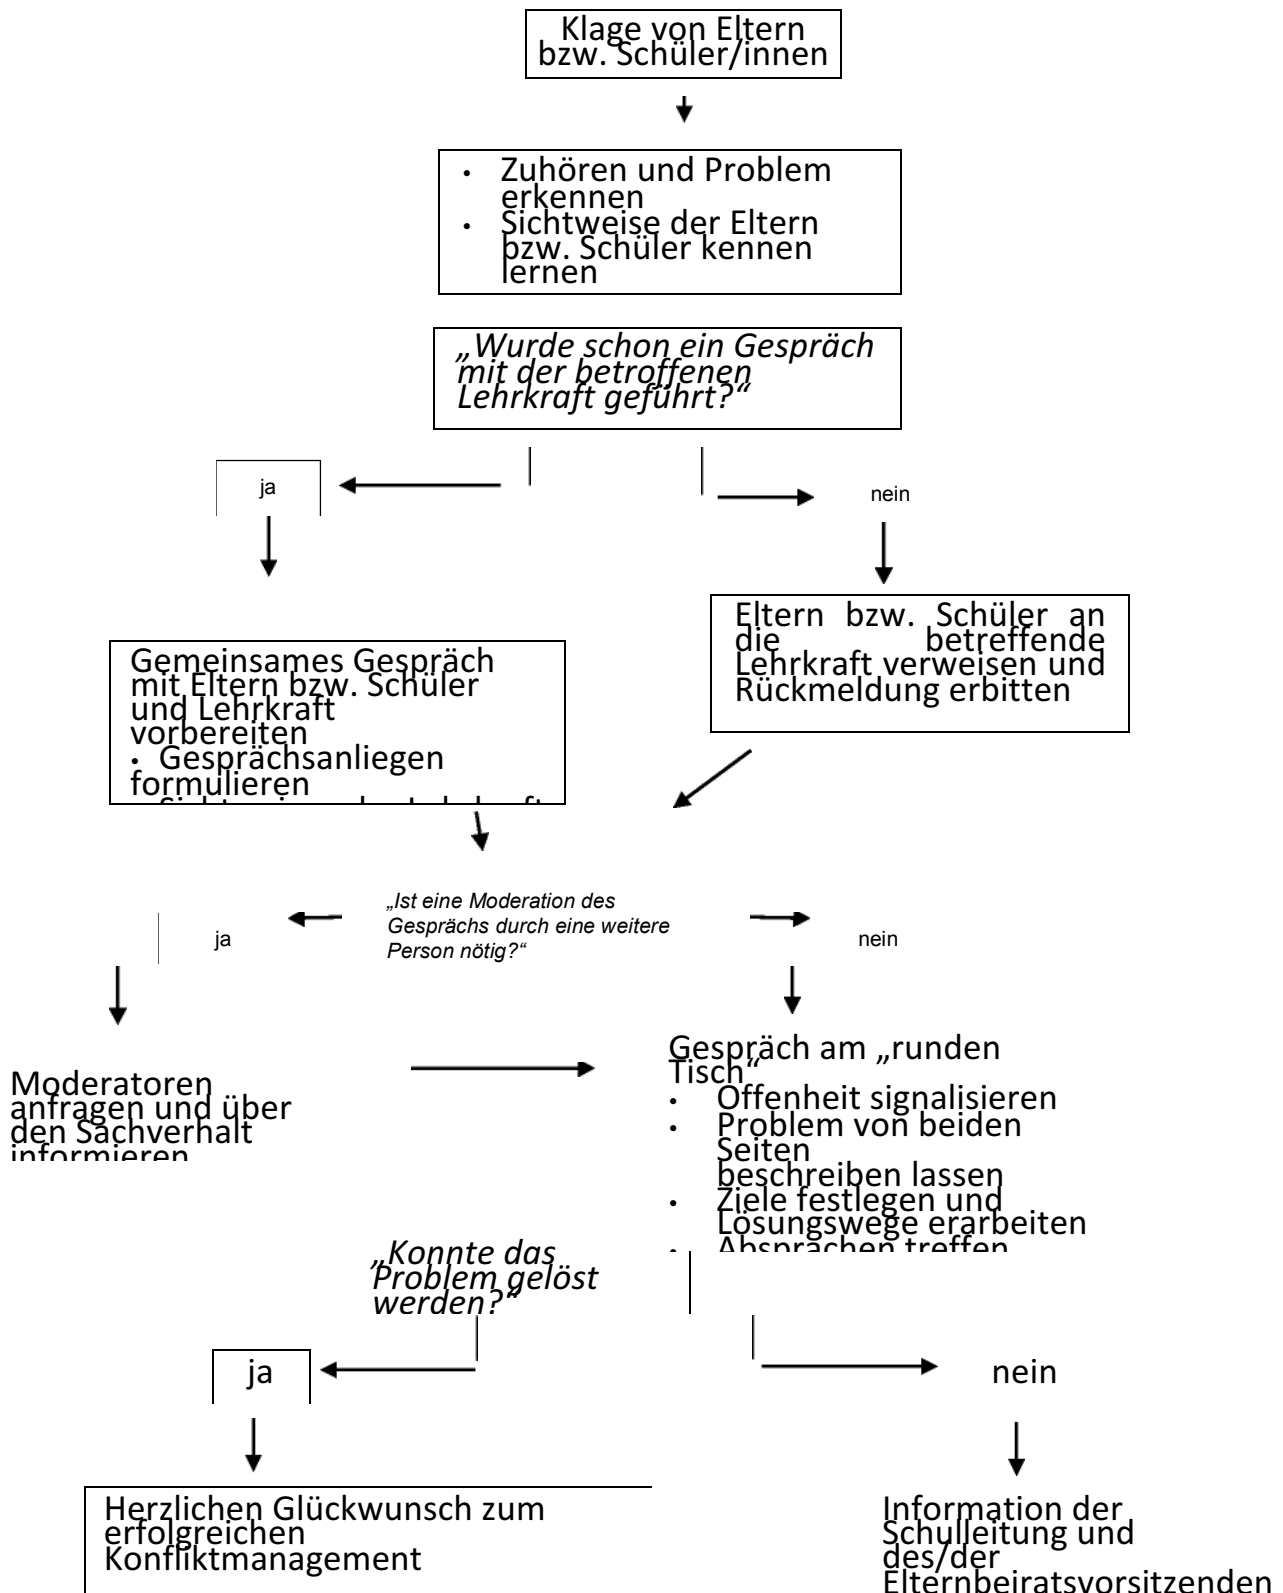 Klage von Eltern
bzw. Schüler/innen
• Zuhören und Problem
erkennen
• Sichtweise der Eltern
bzw. Schüler kennen
lernen
„Wurde schon ein Gespräch
mit der betroffenen
Lehrkraft geführt?“
ja
nein
Eltern bzw. Schüler an
die betreffende
Lehrkraft verweisen und
Rückmeldung erbitten
Gemeinsames Gespräch
mit Eltern bzw. Schüler
und Lehrkraft
vorbereiten
• Gesprächsanliegen
formulieren
„Ist eine Moderation des
Gesprächs durch eine weitere
Person nötig?“
ja
nein
Moderatoren
anfragen und über
den Sachverhalt
informieren
Gespräch am „runden
Tisch“
• Offenheit signalisieren
• Problem von beiden
Seiten
beschreiben lassen
• Ziele festlegen und
Lösungswege erarbeiten
• Absprachen treffen
„Konnte das
Problem gelöst
werden?“
ja
nein
Herzlichen Glückwunsch zum
erfolgreichen
Konfliktmanagement
Information der
Schulleitung und
des/der
Elternbeiratsvorsitzenden